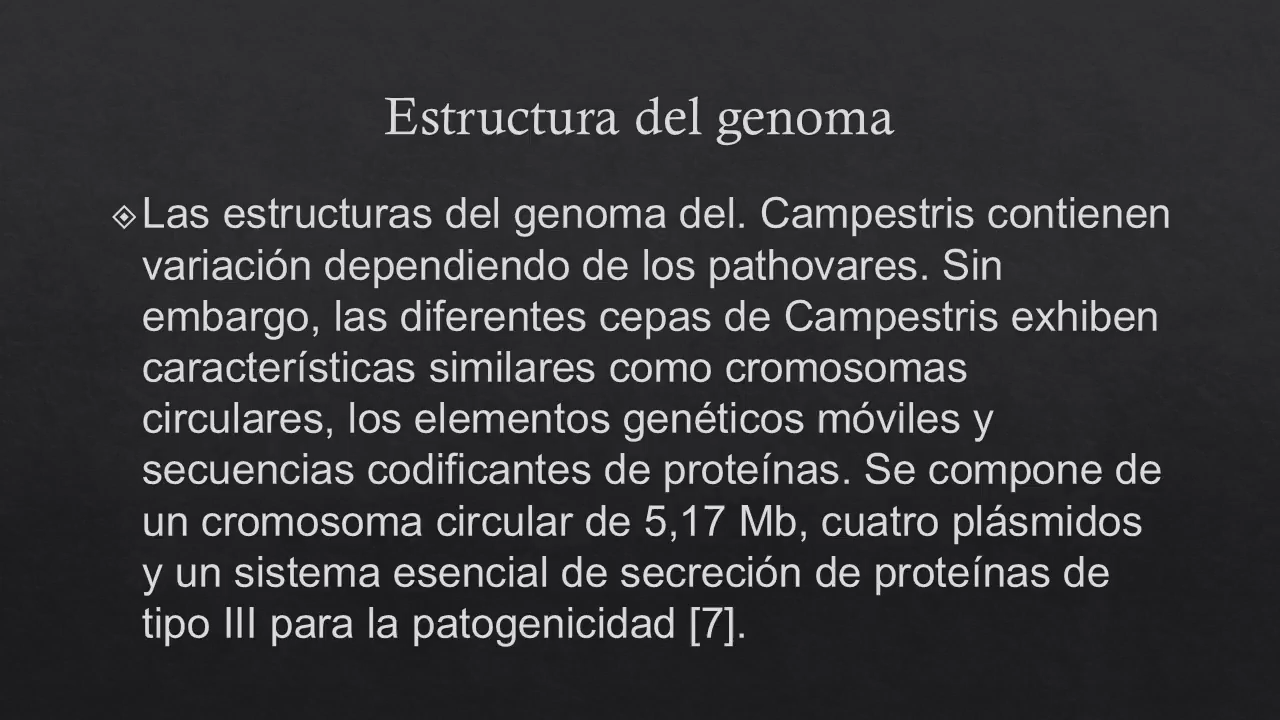 Estructura del genoma
Las estructuras del genoma del. Campestris contienen
variación dependiendo de los pathovares. Sin
embargo, las diferentes cepas de Campestris exhiben
características similares como cromosomas
circulares, los elementos genéticos móviles y
secuencias codificantes de proteínas. Se compone de
un cromosoma circular de 5,17 Mb, cuatro plásmidos
y un sistema esencial de secreción de proteínas de
tipo III para la patogenicidad [7].